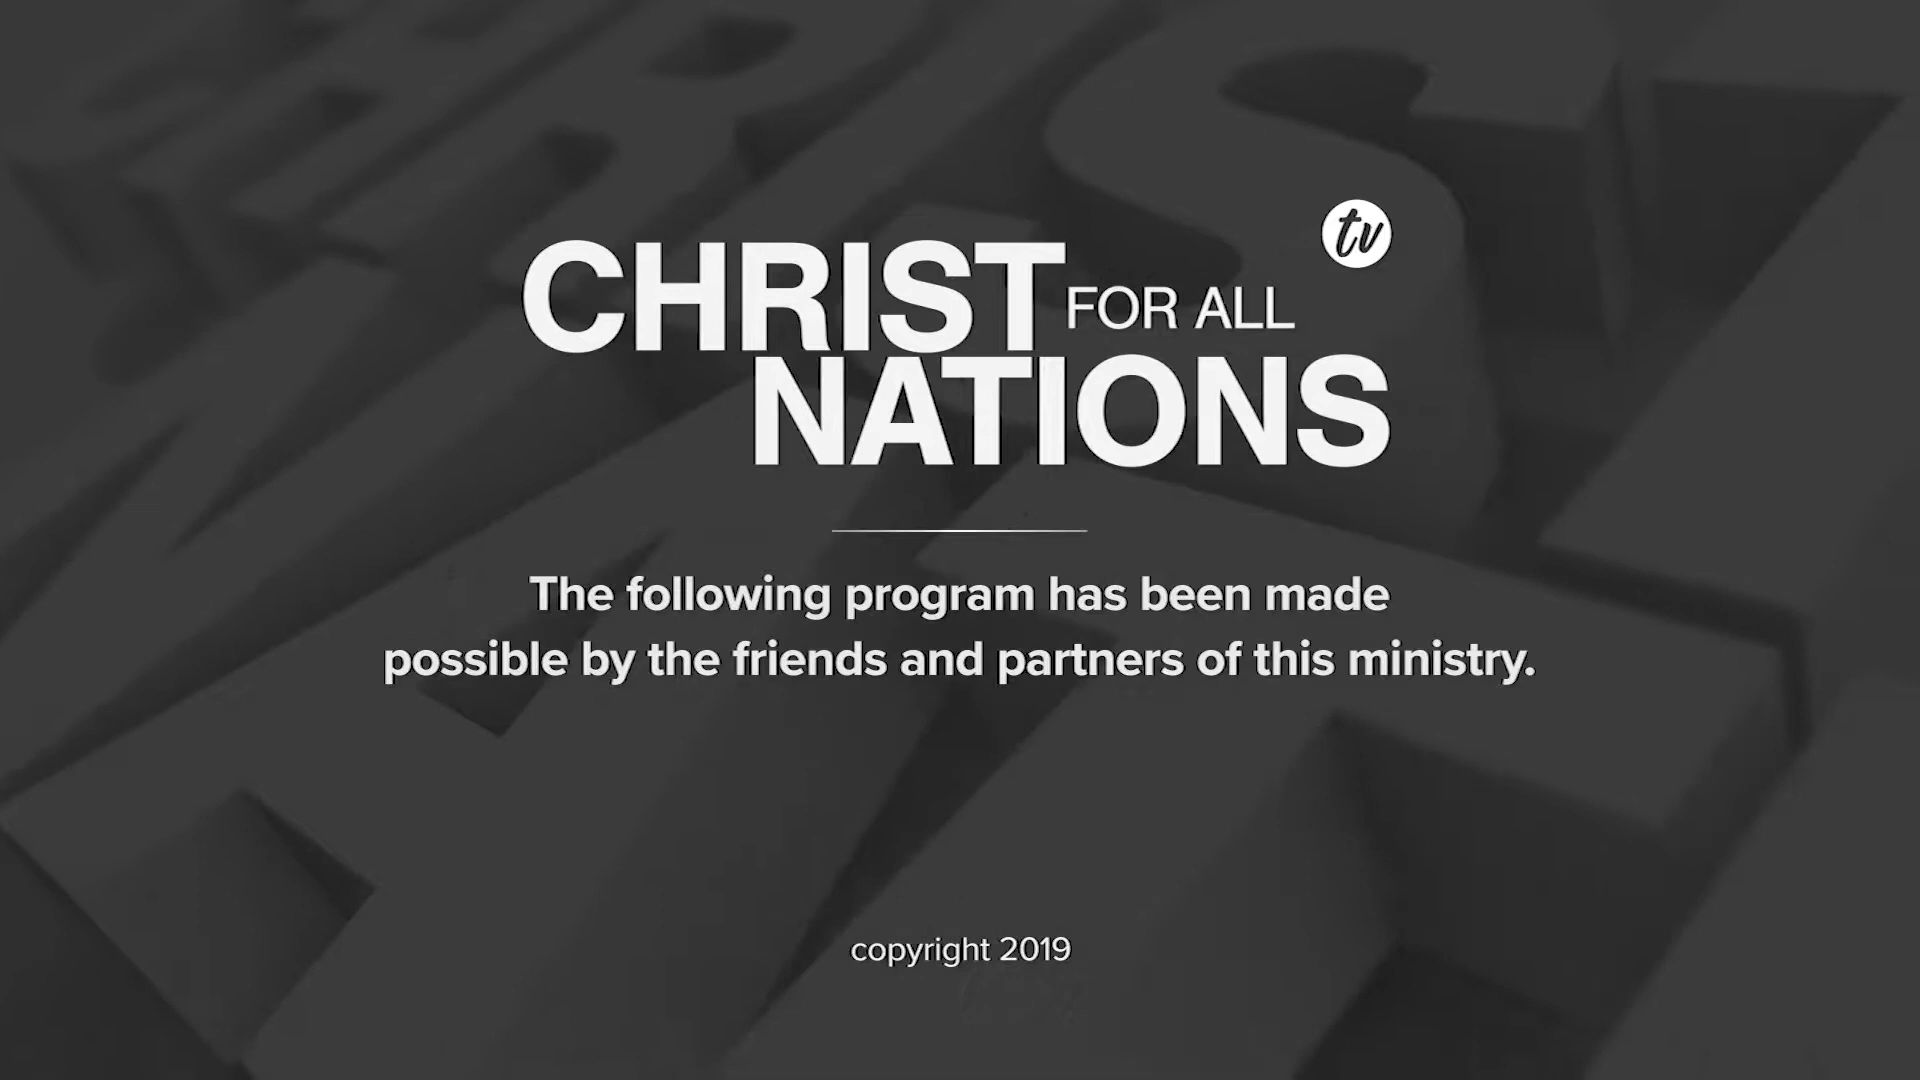 tv
CHRIST FOR ALL
NATIONS
The following program has been made
possible by the friends and partners of this ministry.
copyright 2019